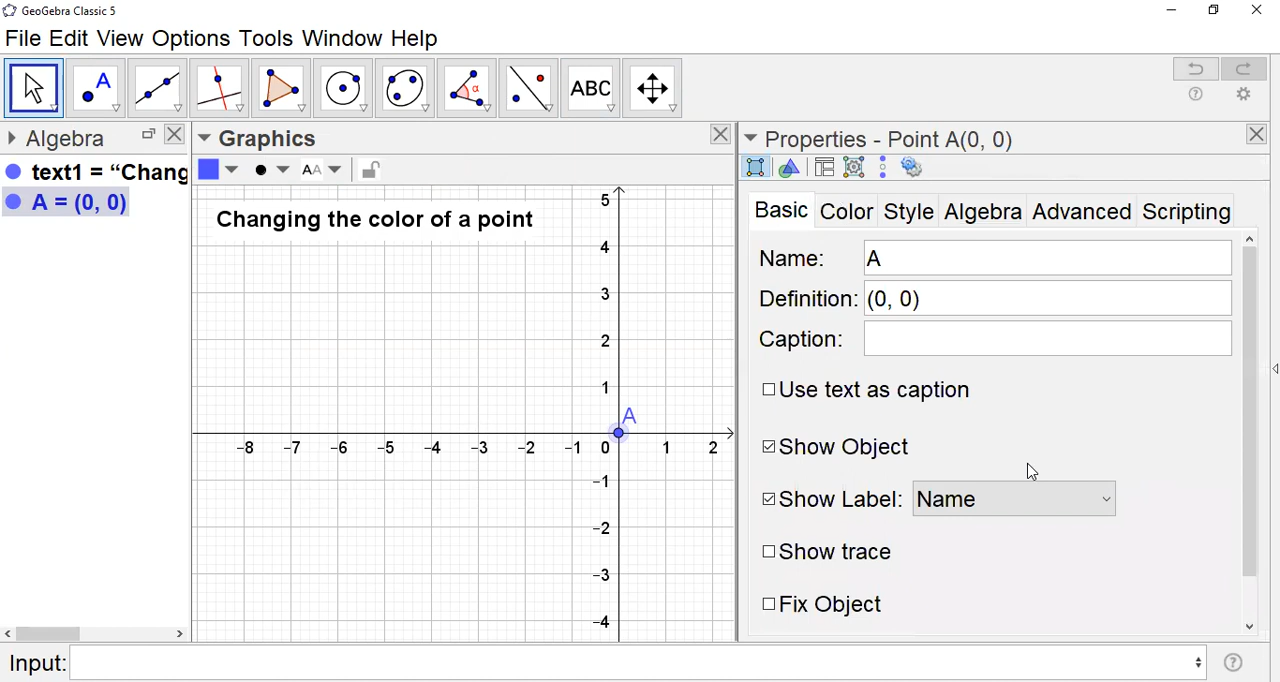 GeoGebra Classic 5
File Edit View Options Tools Window Help
A
α
ABC
Algebra
text1 = “Chang
A = (0, 0)
Graphics
AA
Changing the color of a point
5
4
3
2
1
A
−8 −7 −6 −5 −4 −3 −2 −1 0 1 2
−1
−2
−3
−4
Properties - Point A(0, 0)
Basic Color Style Algebra Advanced Scripting
Name: A
Definition: (0, 0)
Caption:
Use text as caption
Show Object
Show Label: Name
Show trace
Fix Object
Input: